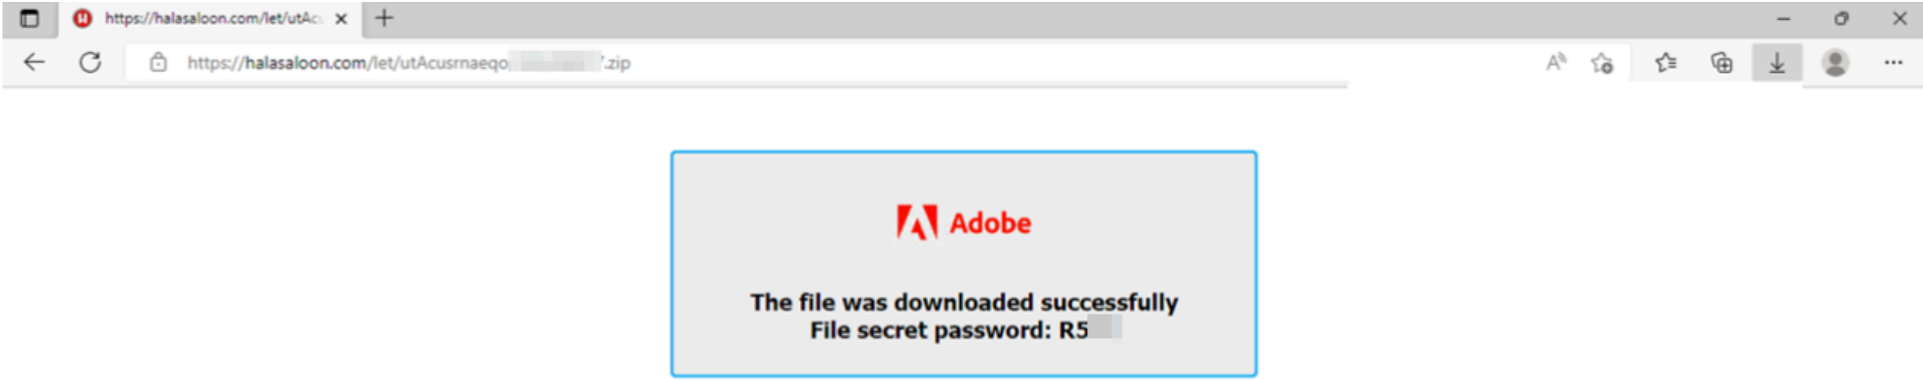 https://halasaloon.com/let/utAc
https://halasaloon.com/let/utAcusrnaeqo .zip
Adobe
The file was downloaded successfully
File secret password: R5